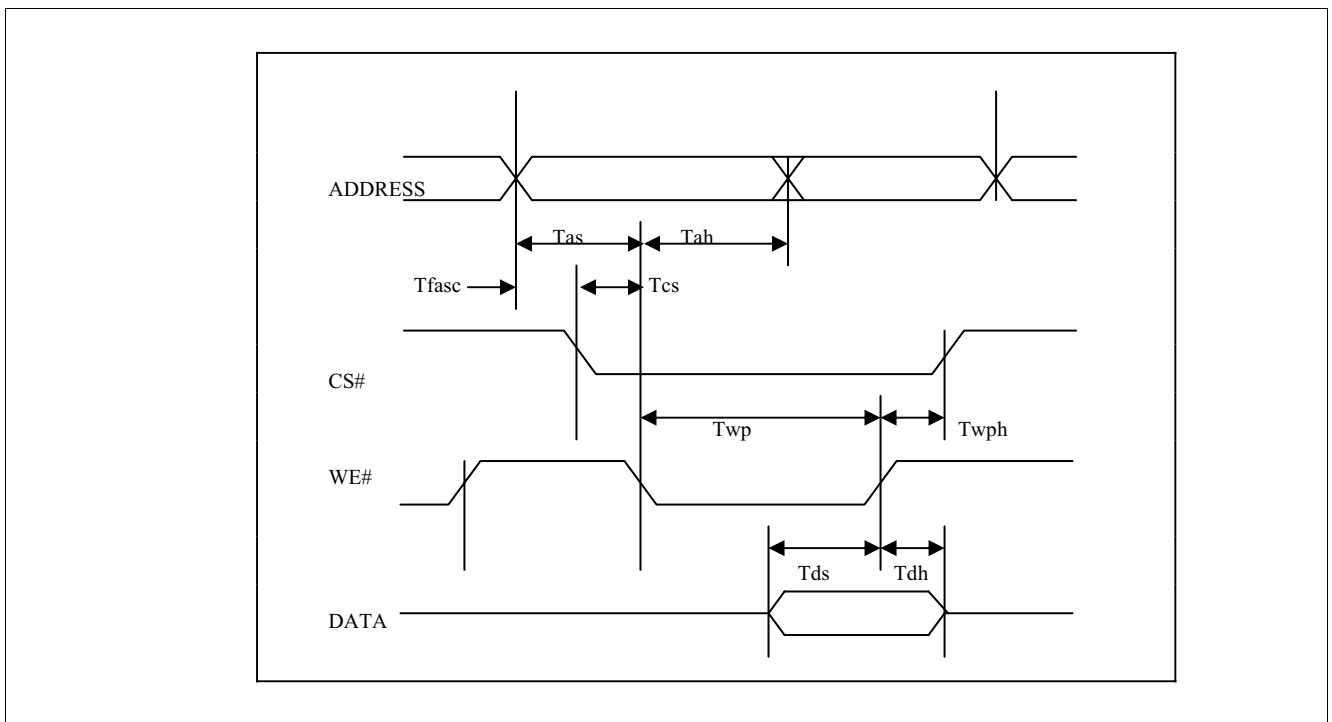 ADDRESS
Tas Tah
Tfasc Tcs
CS#
Twp Twph
WE#
Tds Tdh
DATA